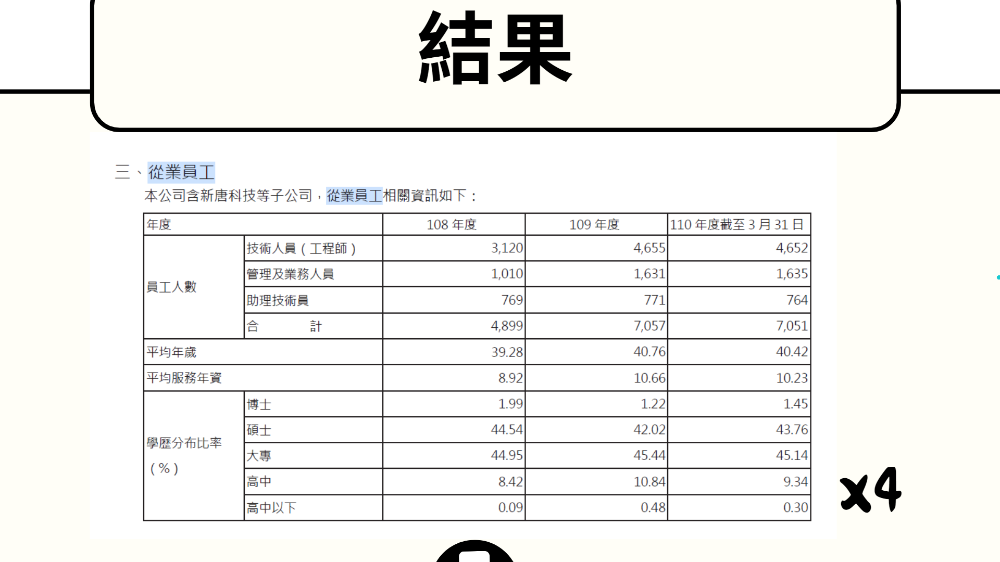 結果
三、從業員工
本公司含新唐科技等子公司，從業員工相關資訊如下：
年度 108 年度 109 年度 110 年度截至 3 月 31 日
員工人數
技術人員（工程師） 3,120 4,655 4,652
管理及業務人員 1,010 1,631 1,635
助理技術員 769 771 764
合 計 4,899 7,057 7,051
平均年歲 39.28 40.76 40.42
平均服務年資 8.92 10.66 10.23
學歷分布比率
（%）
博士 1.99 1.22 1.45
碩士 44.54 42.02 43.76
大專 44.95 45.44 45.14
高中 8.42 10.84 9.34
高中以下 0.09 0.48 0.30
x4